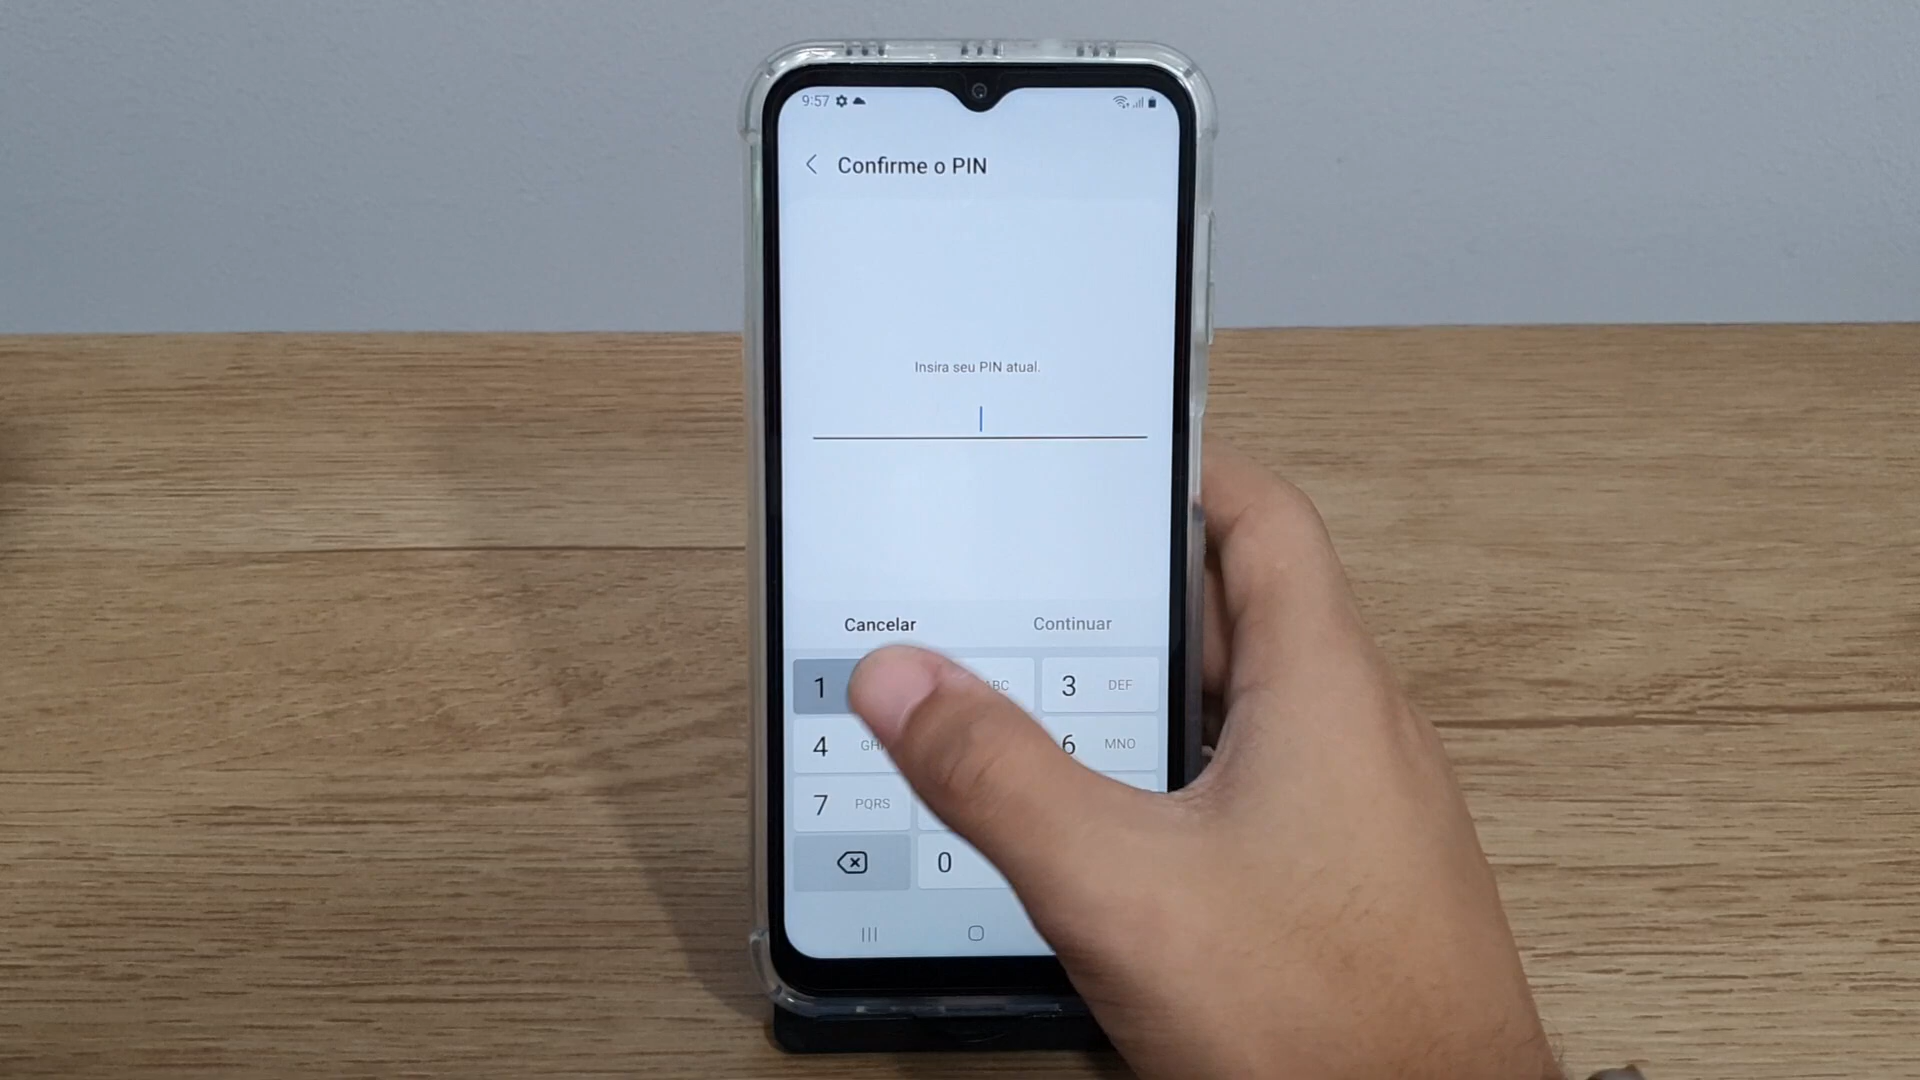 9:57
Confirme o PIN
Insira seu PIN atual.
Cancelar Continuar
1 ABC 3 DEF
4 GH 6 MNO
7 PQRS
0